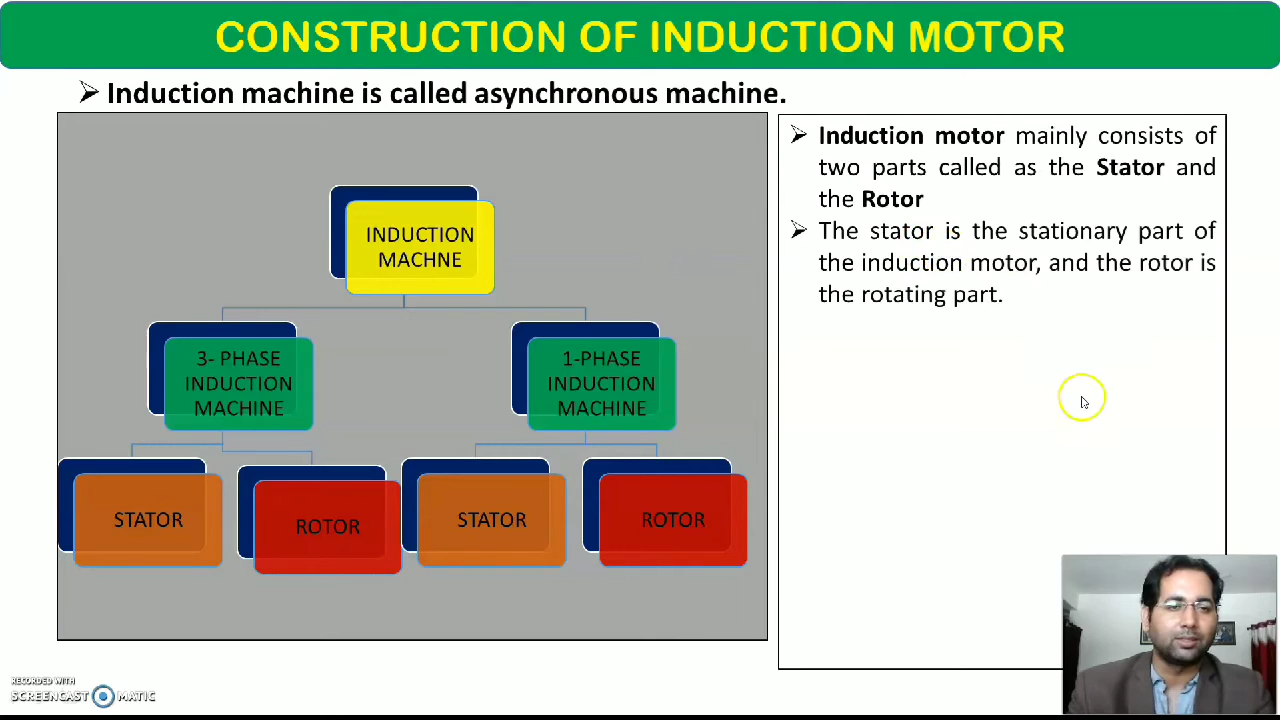 CONSTRUCTION OF INDUCTION MOTOR
➢ Induction machine is called asynchronous machine.
INDUCTION
MACHNE
3- PHASE
INDUCTION
MACHINE
1-PHASE
INDUCTION
MACHINE
STATOR
ROTOR
STATOR
ROTOR
➢ Induction motor mainly consists of
two parts called as the Stator and
the Rotor
➢ The stator is the stationary part of
the induction motor, and the rotor is
the rotating part.
RECORDED WITH
SCREENCAST MATIC